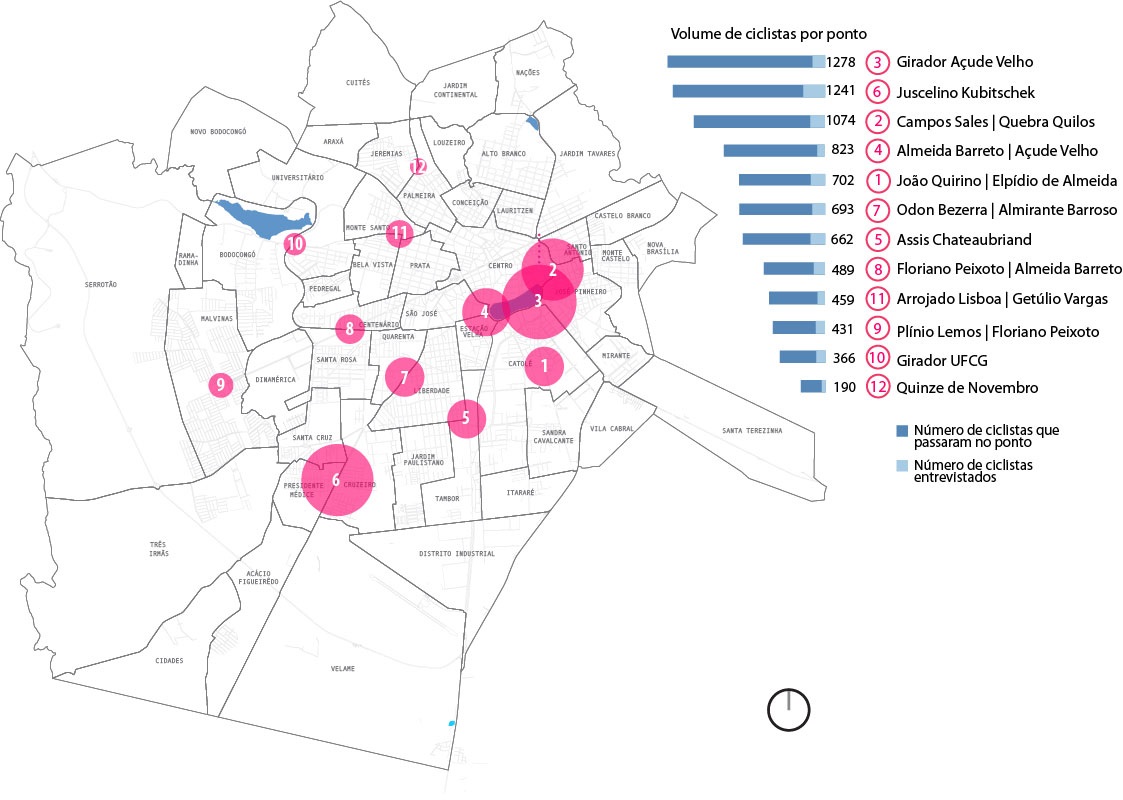 Volume de ciclistas por ponto
1278 3 Girador Açude Velho
1241 6 Juscelino Kubitschek
1074 2 Campos Sales | Quebra Quilos
823 4 Almeida Barreto | Açude Velho
702 1 João Quirino | Elpídio de Almeida
693 7 Odon Bezerra | Almirante Barroso
662 5 Assis Chateaubriand
489 8 Floriano Peixoto | Almeida Barreto
459 11 Arrojado Lisboa | Getúlio Vargas
431 9 Plínio Lemos | Floriano Peixoto
366 10 Girador UFCG
190 12 Quinze de Novembro
Número de ciclistas que
passaram no ponto
Número de ciclistas
entrevistados
CUITÉS
NAÇÕES
JARDIM
CONTINENTAL
NOVO BODOCONGÓ
ARAXÁ
LOUZEIRO
JEREMIAS
ALTO BRANCO
JARDIM TAVARES
12
UNIVERSITÁRIO
PALMEIRA
CONCEIÇÃO
LAURITZEN
CASTELO BRANCO
MONTE SANTO
11
10
RAMA-
DINHA
BODOCONGÓ
SANTO
ANTONIO
MONTE
CASTELO
NOVA
BRASÍLIA
BELA VISTA
PRATA
CENTRO
2
SERROTÃO
PEDREGAL
JOSÉ PINHEIRO
3
4
SÃO JOSÉ
MALVINAS
8
CENTENÁRIO
ESTAÇÃO
VELHA
QUARENTA
SANTA ROSA
CATOLÉ
MIRANTE
1
DINAMÉRICA
7
9
LIBERDADE
5
SANTA CRUZ
SANDRA
CAVALCANTE
VILA CABRAL
SANTA TEREZINHA
JARDIM
PAULISTANO
6
PRESIDENTE
MÉDICE
CRUZEIRO
TAMBOR
ITARARÉ
TRÊS
IRMÃS
DISTRITO INDUSTRIAL
ACÁCIO
FIGUEIRÊDO
CIDADES
VELAME